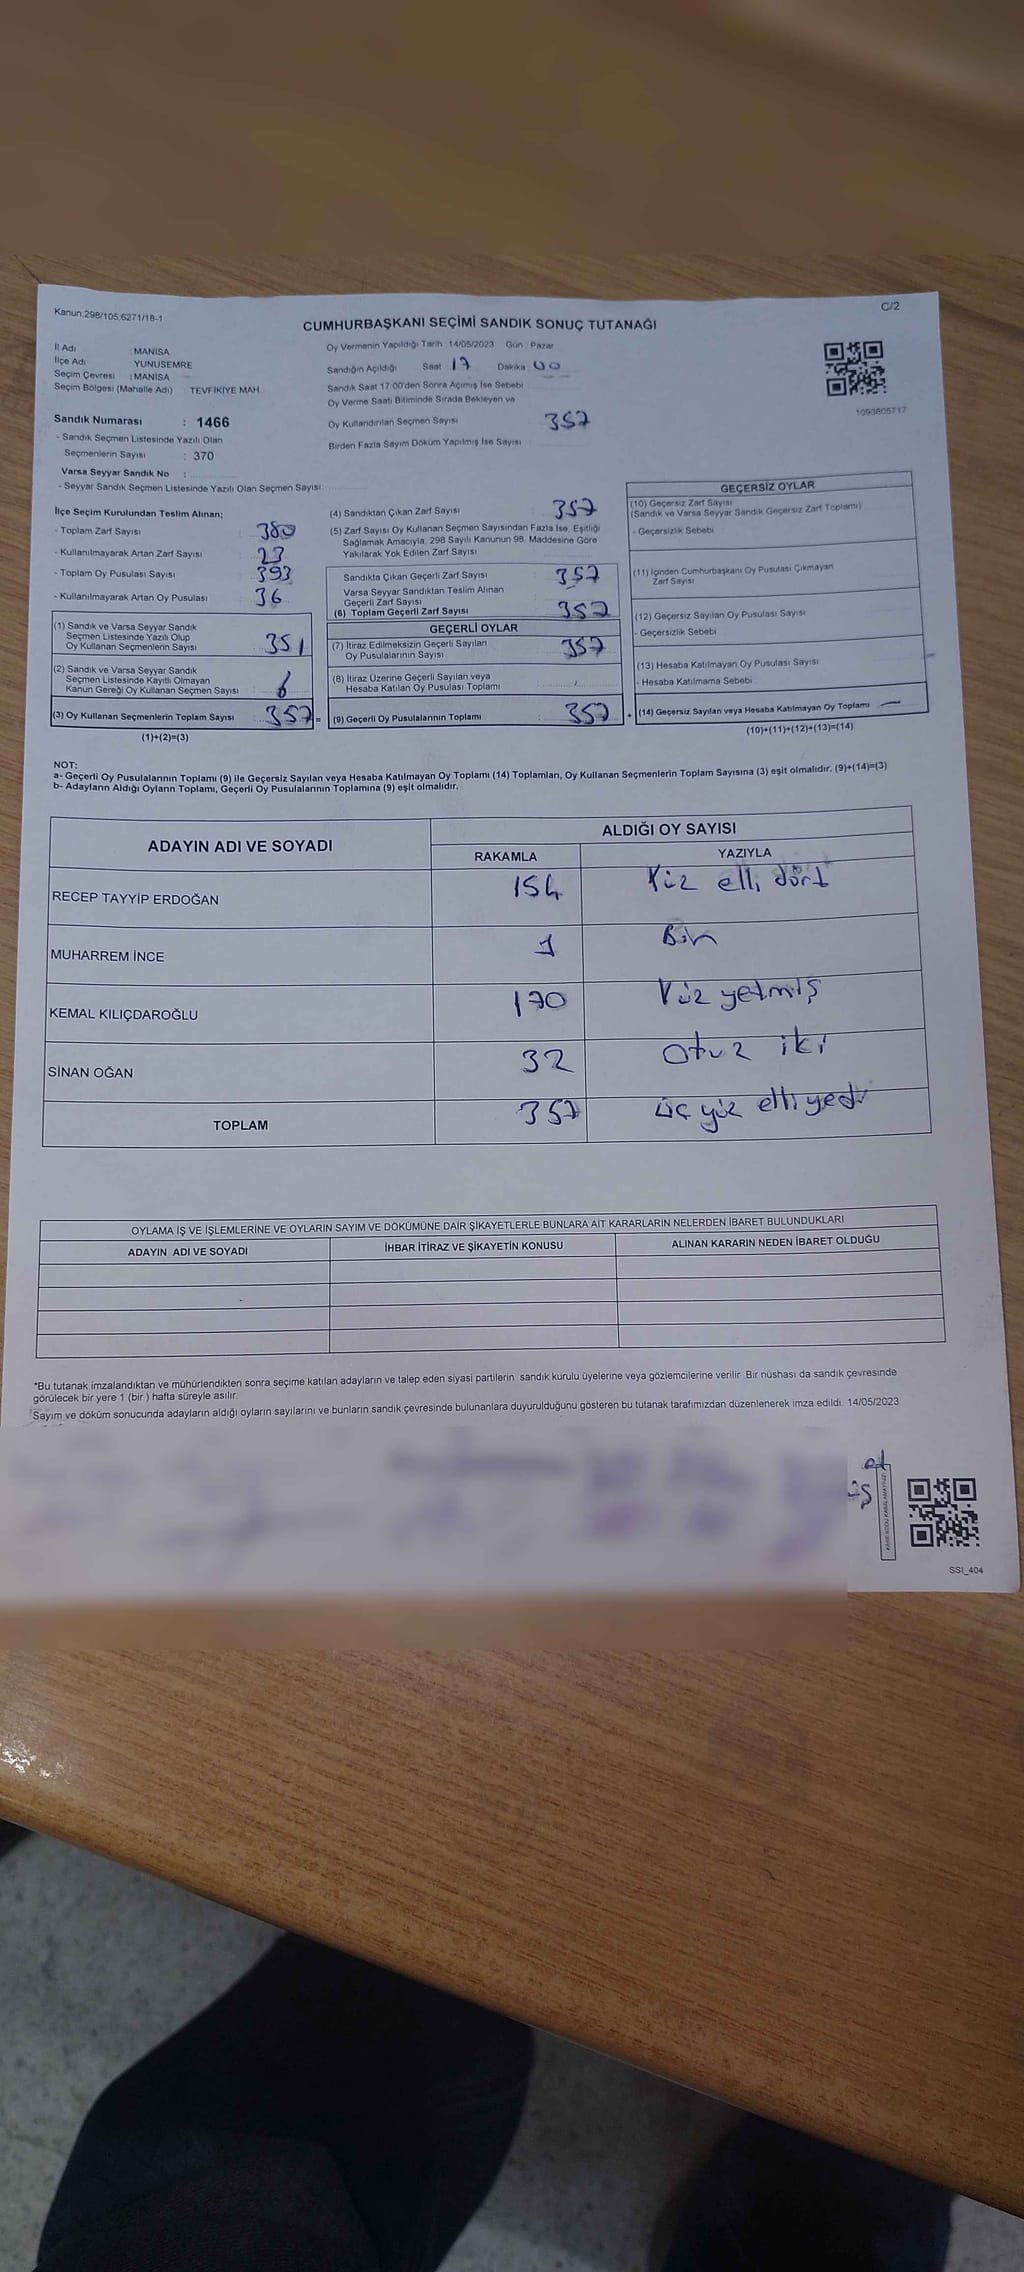 Kanun.298/105;6271/18-1
C/2
CUMHURBAŞKANI SEÇİMİ SANDIK SONUÇ TUTANAĞI
İl Adı : MANİSA
İlçe Adı : YUNUSEMRE
Seçim Çevresi : MANİSA
Seçim Bölgesi (Mahalle Adı) : TEVFİKİYE MAH.
Oy Vermenin Yapıldığı Tarih :14/05/2023 Gün : Pazar
Sandığın Açıldığı Saat 17 Dakika 00
Sandık Saat 17:00'den Sonra Açımış İse Sebebi
Oy Verme Saati Bitiminde Sırada Bekleyen ve
Oy Kullandırılan Seçmen Sayısı 357
Birden Fazla Sayım Döküm Yapılmış İse Sayısı
1093805717
Sandık Numarası : 1466
- Sandık Seçmen Listesinde Yazılı Olan
Seçmenlerin Sayısı : 370
Varsa Seyyar Sandık No :
- Seyyar Sandık Seçmen Listesinde Yazılı Olan Seçmen Sayısı:
İlçe Seçim Kurulundan Teslim Alınan;
- Toplam Zarf Sayısı 380
- Kullanılmayarak Artan Zarf Sayısı 23
- Toplam Oy Pusulası Sayısı 393
- Kullanılmayarak Artan Oy Pusulası 36
(1) Sandık ve Varsa Seyyar Sandık
Seçmen Listesinde Yazılı Olup
Oy Kullanan Seçmenlerin Sayısı 351
(2) Sandık ve Varsa Seyyar Sandık
Seçmen Listesinde Kayıtlı Olmayan
Kanun Gereği Oy Kullanan Seçmen Sayısı 6
(3) Oy Kullanan Seçmenlerin Toplam Sayısı : 357 =
(1)+(2)=(3)
(4) Sandıktan Çıkan Zarf Sayısı 357
(5) Zarf Sayısı Oy Kullanan Seçmen Sayısından Fazla İse, Eşitliği
Sağlamak Amacıyla; 298 Sayılı Kanunun 98. Maddesine Göre
Yakılarak Yok Edilen Zarf Sayısı
Sandıkta Çıkan Geçerli Zarf Sayısı 357
Varsa Seyyar Sandıktan Teslim Alınan
Geçerli Zarf Sayısı
(6) Toplam Geçerli Zarf Sayısı 357
GEÇERLİ OYLAR
(7) İtiraz Edilmeksizin Geçerli Sayılan
Oy Pusulalarının Sayısı 357
(8) İtiraz Üzerine Geçerli Sayılan veya
Hesaba Katılan Oy Pusulası Toplamı
(9) Geçerli Oy Pusulalarının Toplamı : 357 +
GEÇERSİZ OYLAR
(10) Geçersiz Zarf Sayısı
(Sandık ve Varsa Seyyar Sandık Geçersiz Zarf Toplamı)
- Geçersizlik Sebebi
(11) İçinden Cumhurbaşkanı Oy Pusulası Çıkmayan
Zarf Sayısı
(12) Geçersiz Sayılan Oy Pusulası Sayısı
- Geçersizlik Sebebi
(13) Hesaba Katılmayan Oy Pusulası Sayısı
- Hesaba Katılmama Sebebi
(14) Geçersiz Sayılan veya Hesaba Katılmayan Oy Toplamı —
(10)+(11)+(12)+(13)=(14)
NOT:
a- Geçerli Oy Pusulalarının Toplamı (9) ile Geçersiz Sayılan veya Hesaba Katılmayan Oy Toplamı (14) Toplamları, Oy Kullanan Seçmenlerin Toplam Sayısına (3) eşit olmalıdır. (9)+(14)=(3)
b- Adayların Aldığı Oyların Toplamı, Geçerli Oy Pusulalarının Toplamına (9) eşit olmalıdır.
ADAYIN ADI VE SOYADI
ALDIĞI OY SAYISI
RAKAMLA YAZIYLA
RECEP TAYYİP ERDOĞAN 154 Yüz elli dört
MUHARREM İNCE 1 Bir
KEMAL KILIÇDAROĞLU 170 Yüz yetmiş
SİNAN OĞAN 32 otuz iki
TOPLAM 357 üç yüz elli yedi
OYLAMA İŞ VE İŞLEMLERİNE VE OYLARIN SAYIM VE DÖKÜMÜNE DAİR ŞİKAYETLERLE BUNLARA AİT KARARLARIN NELERDEN İBARET BULUNDUKLARI
ADAYIN ADI VE SOYADI İHBAR İTİRAZ VE ŞİKAYETİN KONUSU ALINAN KARARIN NEDEN İBARET OLDUĞU
*Bu tutanak imzalandıktan ve mühürlendikten sonra seçime katılan adayların ve talep eden siyasi partilerin sandık kurulu üyelerine veya gözlemcilerine verilir. Bir nüshası da sandık çevresinde
görülecek bir yere 1 (bir) hafta süreyle asılır.
Sayım ve döküm sonucunda adayların aldığı oyların sayılarını ve bunların sandık çevresinde bulunanlara duyurulduğunu gösteren bu tutanak tarafımızdan düzenlenerek imza edildi. 14/05/2023
SSI_404